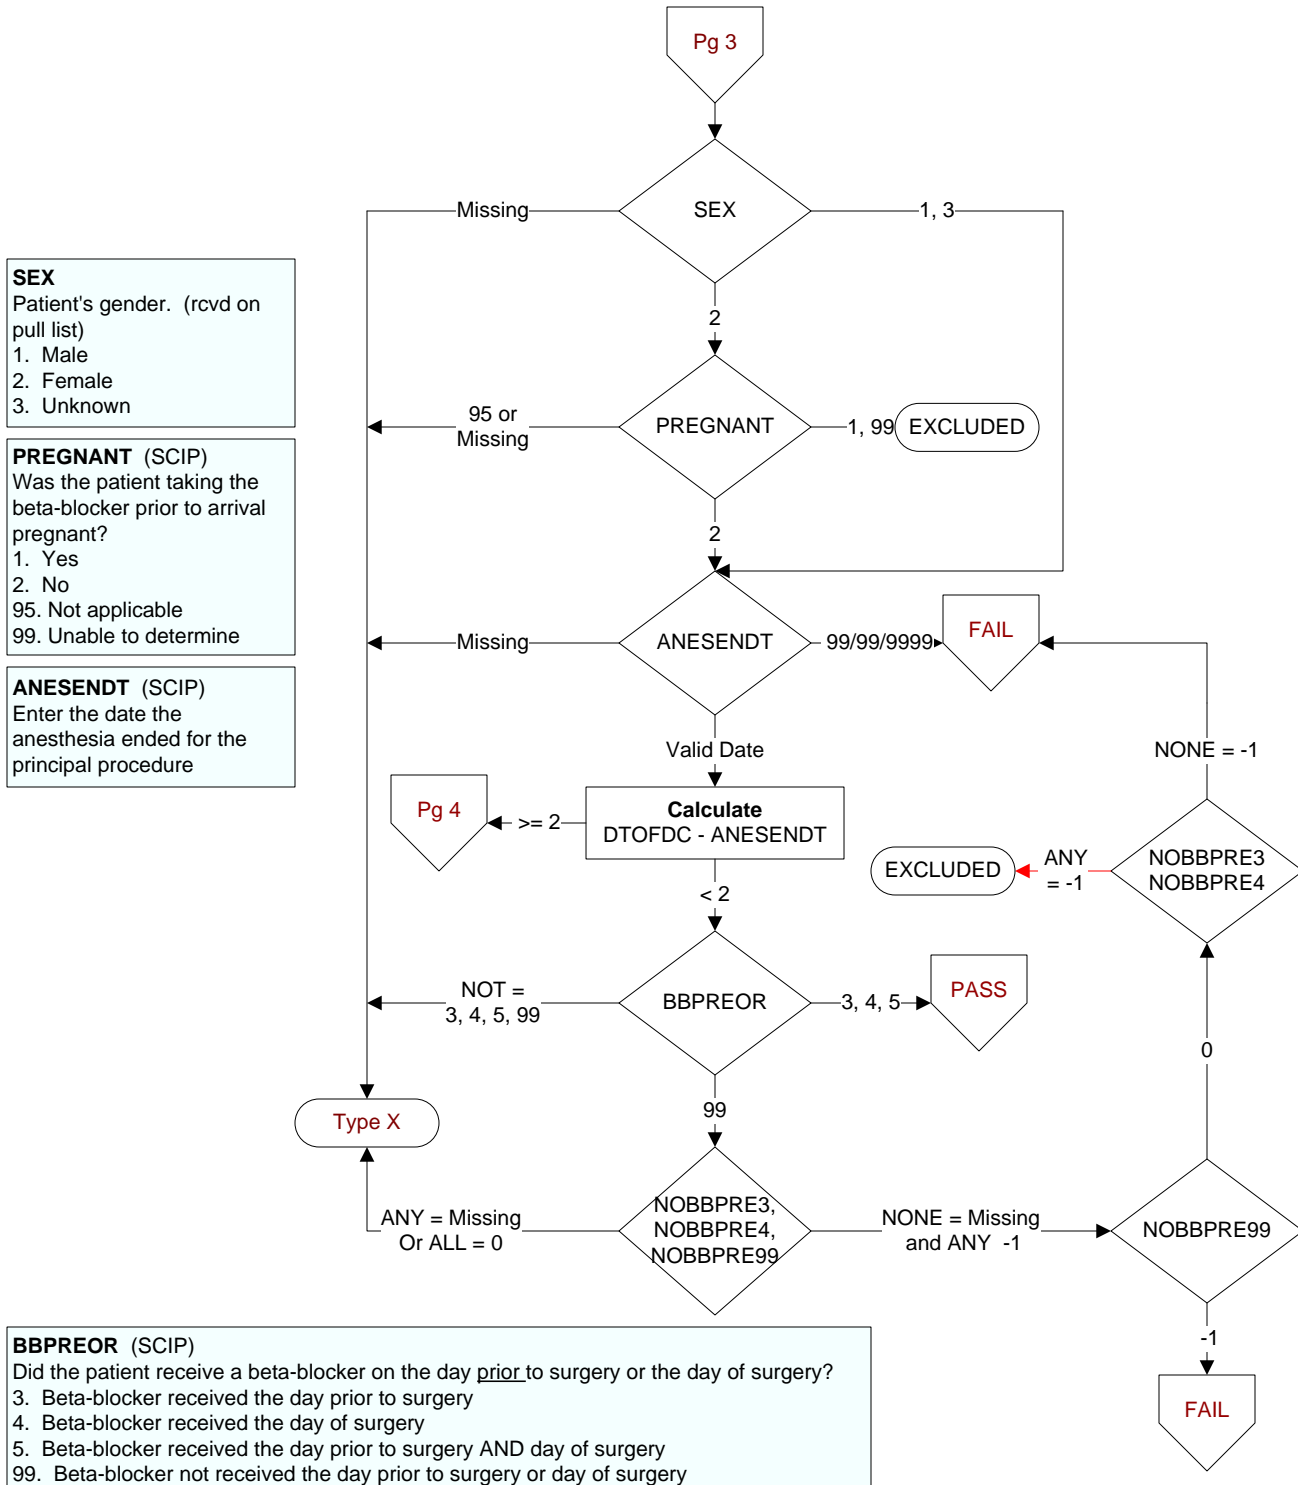 Pg 3
SEX
Missing
1, 3
2
SEX
Patient's gender.  (rcvd on
pull list)
1.  Male
2.  Female
3.  Unknown
PREGNANT
95 or
Missing
1, 99
EXCLUDED
2
PREGNANT  (SCIP)
Was the patient taking the
beta-blocker prior to arrival
pregnant?
1.  Yes
2.  No
95. Not applicable
99. Unable to determine
ANESENDT
Missing
99/99/9999
FAIL
Valid Date
ANESENDT  (SCIP)
Enter the date the
anesthesia ended for the
principal procedure
Calculate
DTOFDC - ANESENDT
>= 2
Pg 4
< 2
NONE = -1
NOBBPRE3
NOBBPRE4
ANY
= -1
EXCLUDED
BBPREOR
NOT =
3, 4, 5, 99
3, 4, 5
PASS
99
0
Type X
NOBBPRE3,
NOBBPRE4,
NOBBPRE99
ANY = Missing
Or ALL = 0
NONE = Missing
and ANY  -1
NOBBPRE99
-1
FAIL
BBPREOR  (SCIP)
Did the patient receive a beta-blocker on the day prior to surgery or the day of surgery?
3.  Beta-blocker received the day prior to surgery
4.  Beta-blocker received the day of surgery
5.  Beta-blocker received the day prior to surgery AND day of surgery
99.  Beta-blocker not received the day prior to surgery or day of surgery